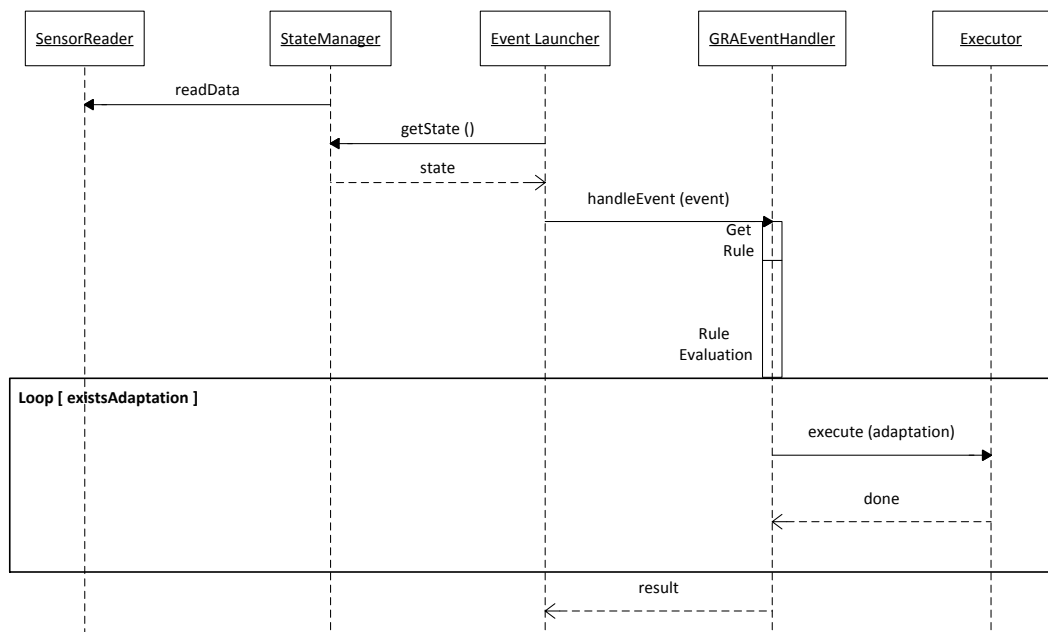 SensorReader
StateManager
Event Launcher
GRAEventHandler
Executor
readData
getState ()
state
handleEvent (event)
Get
Rule
Rule
Evaluation
Loop [ existsAdaptation ]
execute (adaptation)
done
result